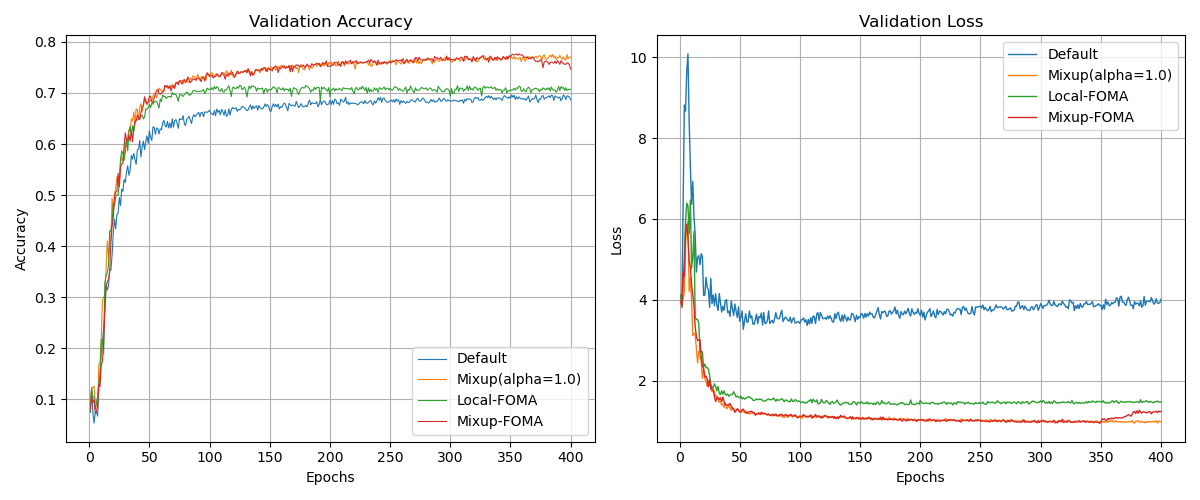 Validation Accuracy
0.8
0.7
0.6
0.5
0.4
0.3
0.2
0.1
Accuracy
0 50 100 150 200 250 300 350 400
Epochs
Default
Mixup(alpha=1.0)
Local-FOMA
Mixup-FOMA
Validation Loss
10
8
6
4
2
Loss
0 50 100 150 200 250 300 350 400
Epochs
Default
Mixup(alpha=1.0)
Local-FOMA
Mixup-FOMA